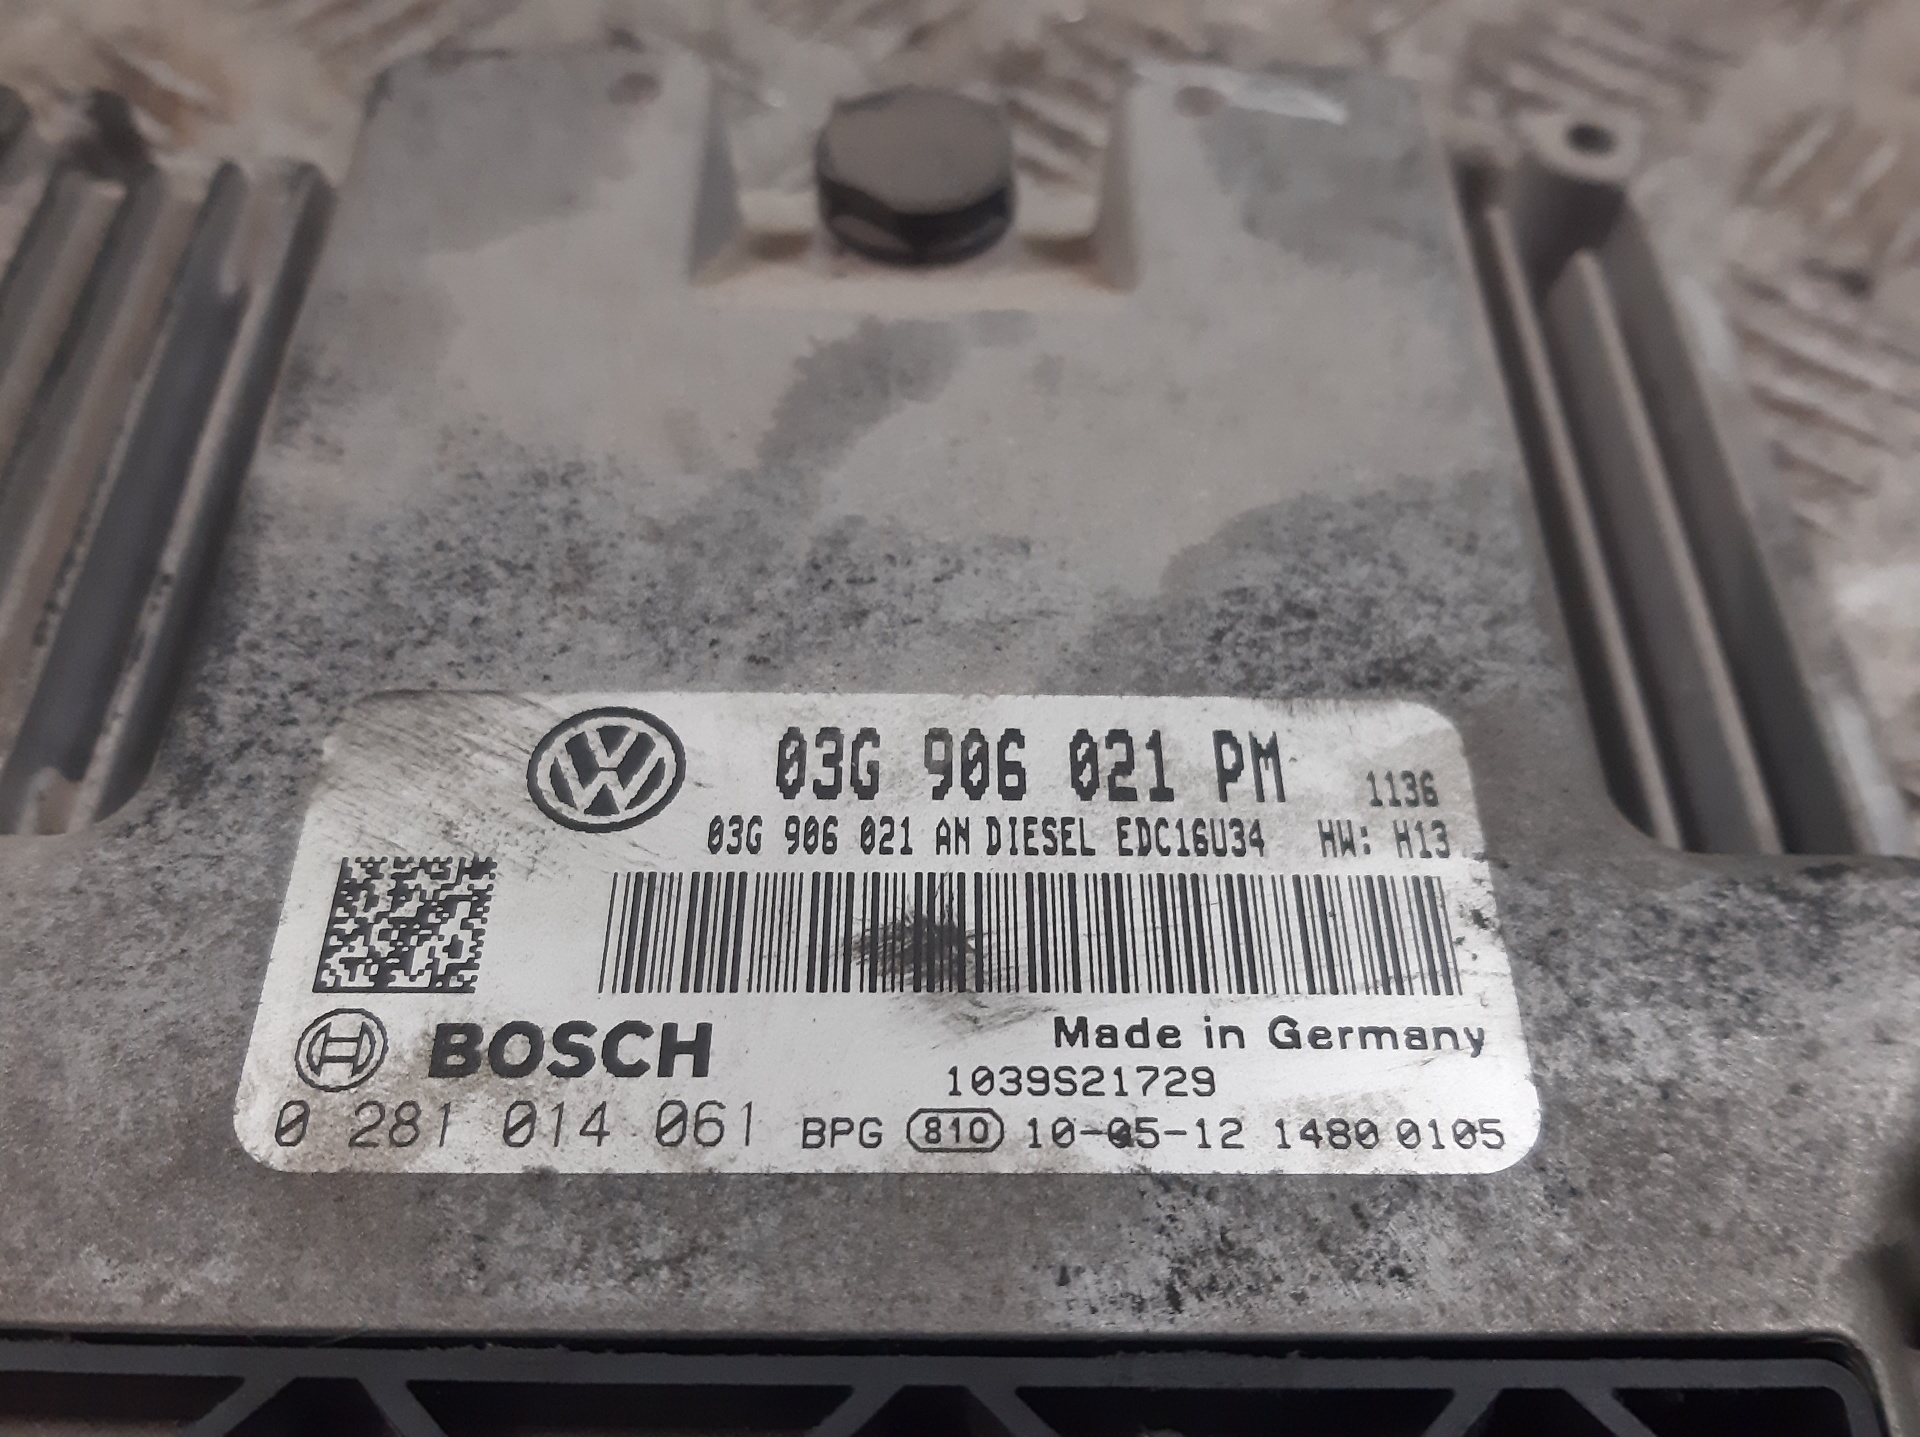 03G 906 021 PM 1136
03G 906 021 AN DIESEL EDC16U34 HW: H13
BOSCH
Made in Germany
1039S21729
0 281 014 061 BPG 810 10-05-12 1480 0105